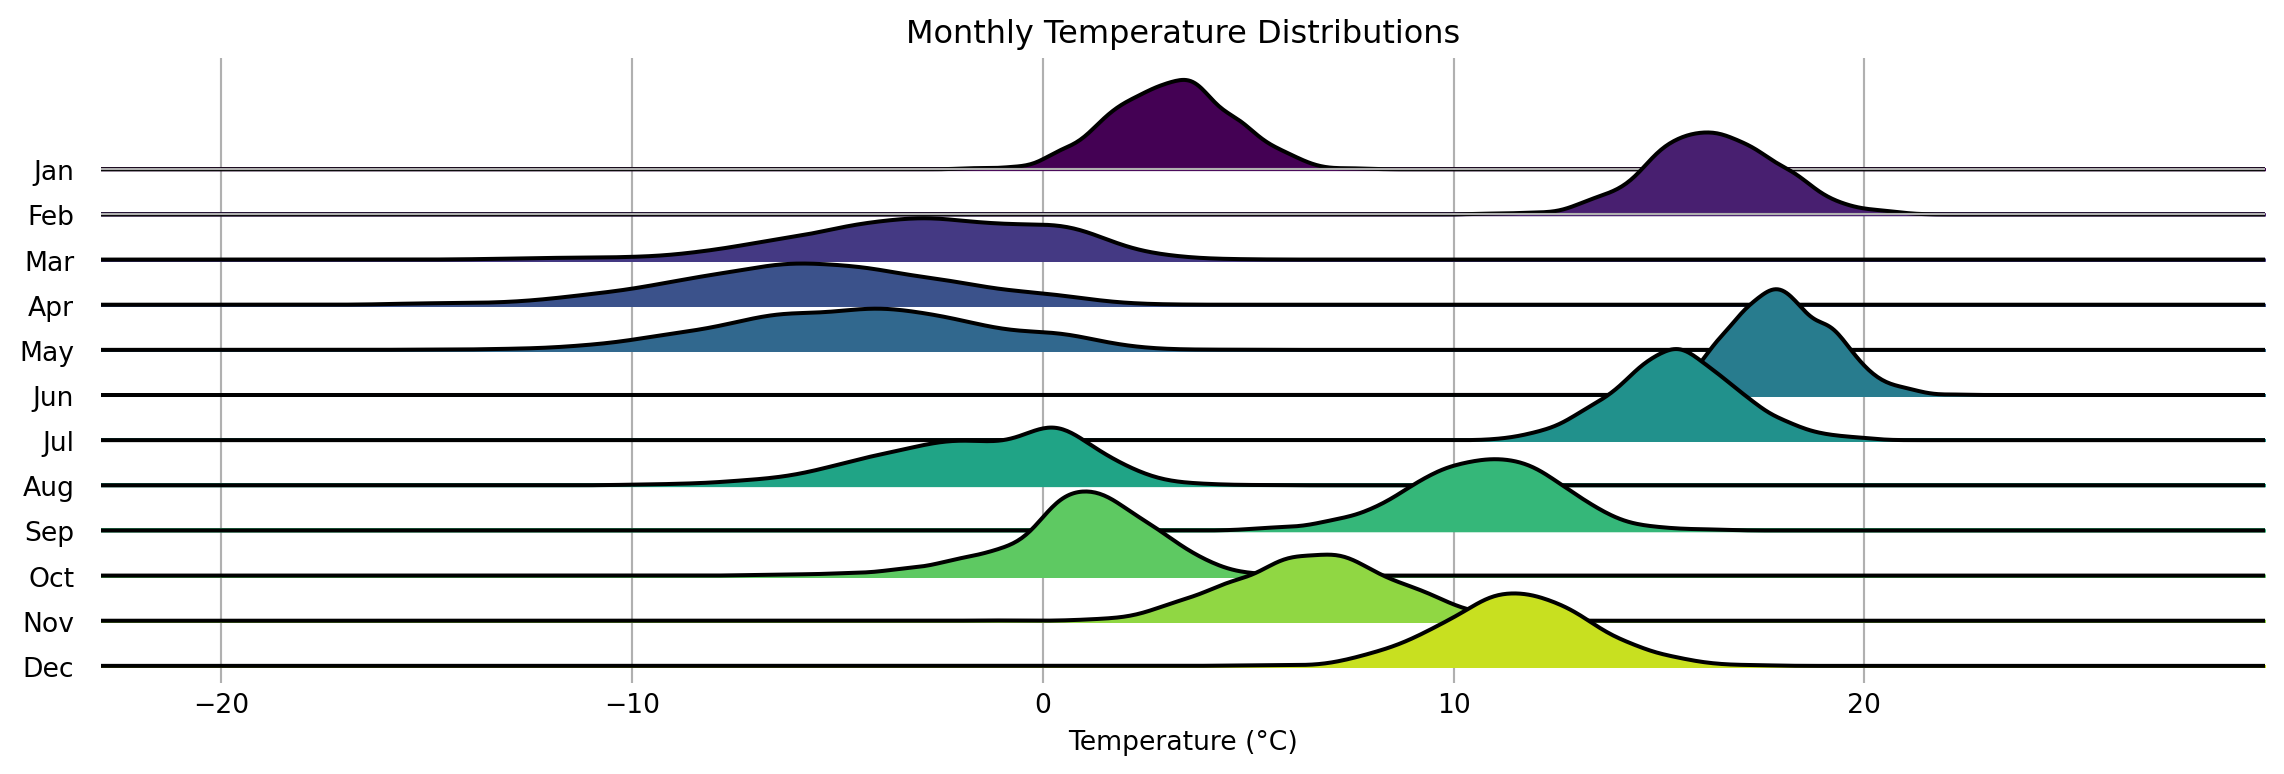 Monthly Temperature Distributions
Jan
Feb
Mar
Apr
May
Jun
Jul
Aug
Sep
Oct
Nov
Dec
−20 −10 0 10 20
Temperature (°C)